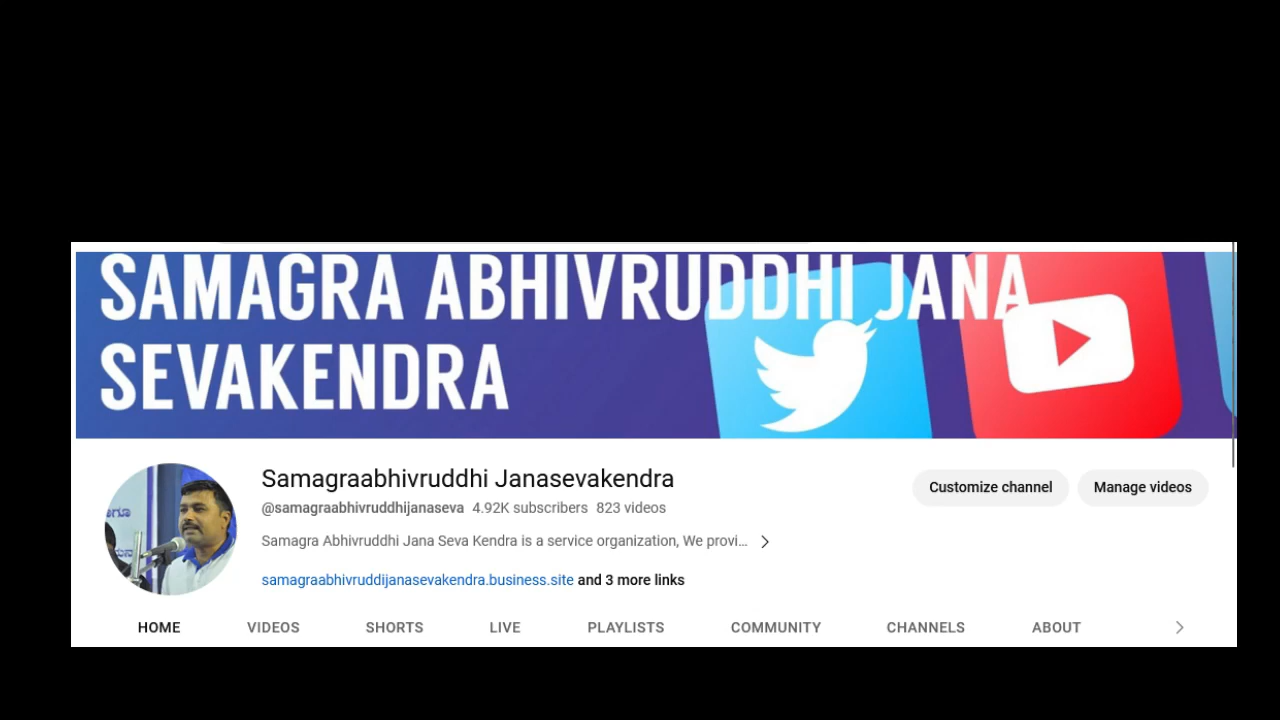 SAMAGRA ABHIVRUDDHI JANA
SEVAKENDRA
Samagraabhivruddhi Janasevakendra
Customize channel
Manage videos
@samagraabhivruddhijanaseva 4.92K subscribers 823 videos
Samagra Abhivruddhi Jana Seva Kendra is a service organization, We provi...
samagraabhivruddijanasevakendra.business.site and 3 more links
HOME VIDEOS SHORTS LIVE PLAYLISTS COMMUNITY CHANNELS ABOUT